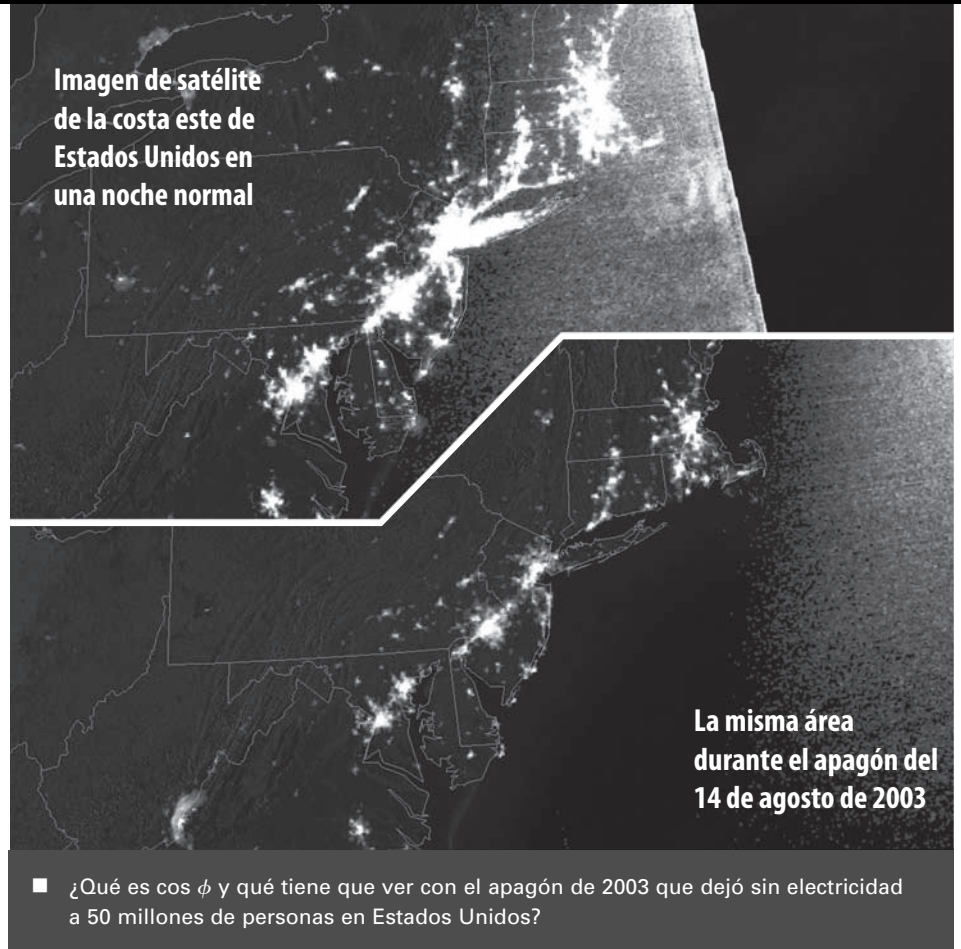 Imagen de satélite
de la costa este de
Estados Unidos en
una noche normal
La misma área
durante el apagón del
14 de agosto de 2003
■ ¿Qué es cos ϕ y qué tiene que ver con el apagón de 2003 que dejó sin electricidad
a 50 millones de personas en Estados Unidos?